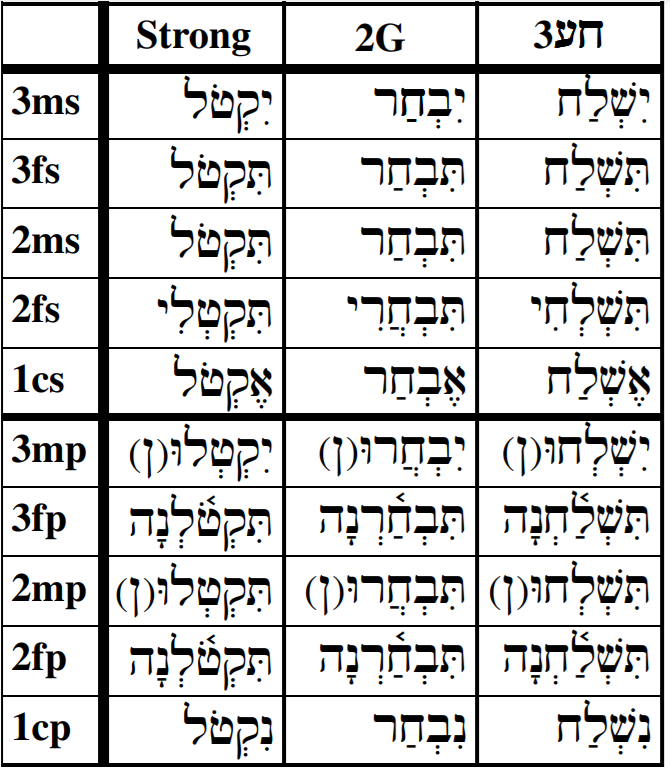 Strong 2G 3חע
3ms יִקְטֹל יִבְחַר יִשְׁלַח
3fs תִּקְטֹל תִּבְחַר תִּשְׁלַח
2ms תִּקְטֹל תִּבְחַר תִּשְׁלַח
2fs תִּקְטְלִי תִּבְחֲרִי תִּשְׁלְחִי
1cs אֶקְטֹל אֶבְחַר אֶשְׁלַח
3mp יִקְטְלוּ(ן) יִבְחֲרוּ(ן) יִשְׁלְחוּ(ן)
3fp תִּקְטֹ֫לְנָה תִּבְחַ֫רְנָה תִּשְׁלַ֫חְנָה
2mp תִּקְטְלוּ(ן) תִּבְחֲרוּ(ן) תִּשְׁלְחוּ(ן)
2fp תִּקְטֹ֫לְנָה תִּבְחַ֫רְנָה תִּשְׁלַ֫חְנָה
1cp נִקְטֹל נִבְחַר נִשְׁלַח